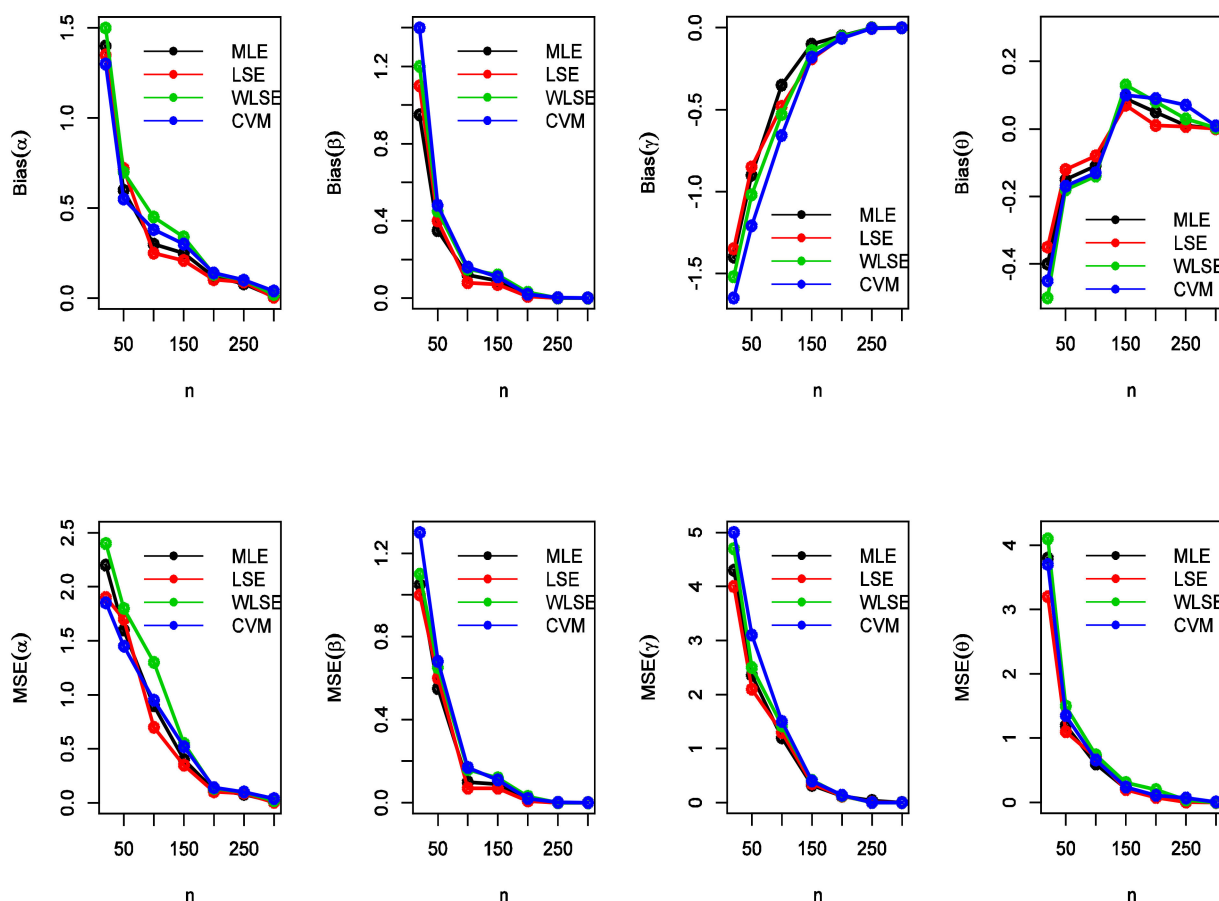 Bias(α)
1.5
1.0
0.5
0.0
MLE
LSE
WLSE
CVM
50 150 250
n
Bias(β)
1.2
0.8
0.4
0.0
MLE
LSE
WLSE
CVM
50 150 250
n
Bias(γ)
0.0
-0.5
-1.0
-1.5
MLE
LSE
WLSE
CVM
50 150 250
n
Bias(θ)
0.2
0.0
-0.2
-0.4
MLE
LSE
WLSE
CVM
50 150 250
n
MSE(α)
2.5
2.0
1.5
1.0
0.5
0.0
MLE
LSE
WLSE
CVM
50 150 250
n
MSE(β)
1.2
0.8
0.4
0.0
MLE
LSE
WLSE
CVM
50 150 250
n
MSE(γ)
5
4
3
2
1
0
MLE
LSE
WLSE
CVM
50 150 250
n
MSE(θ)
4
3
2
1
0
MLE
LSE
WLSE
CVM
50 150 250
n